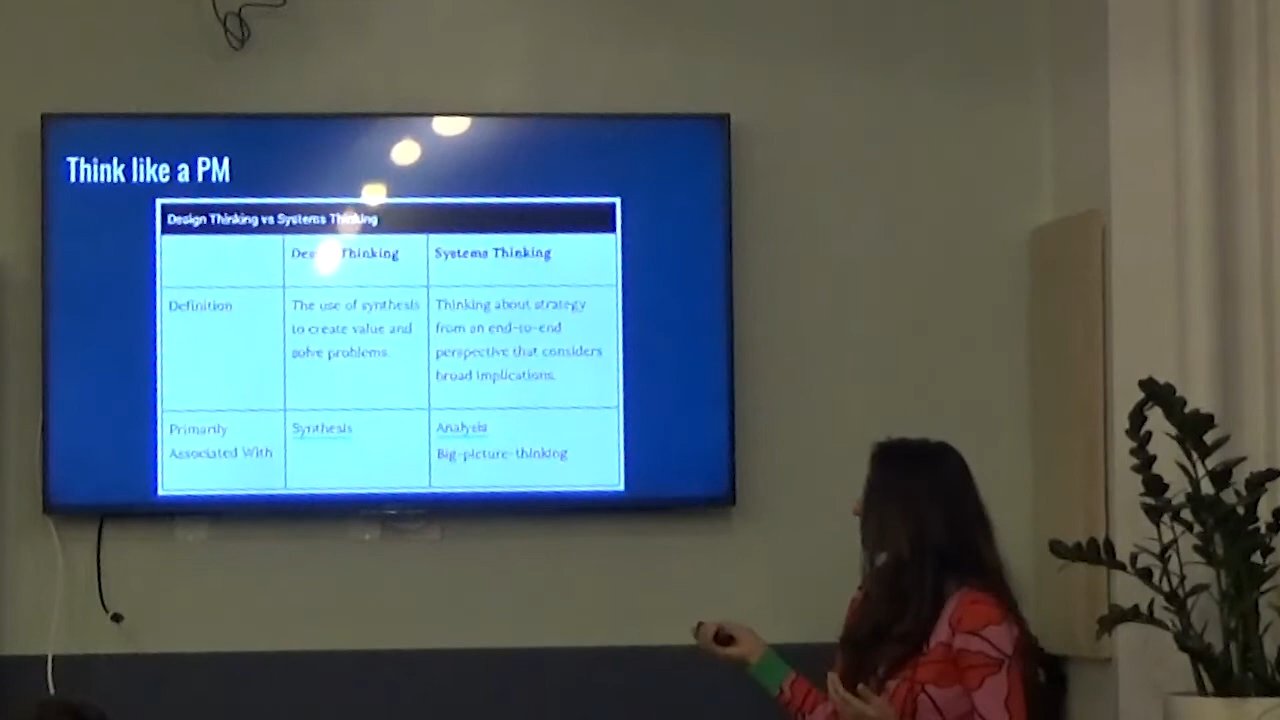 Think like a PM
Design Thinking vs Systems Thinking
Design Thinking
Systems Thinking
Definition
The use of synthesis
to create value and
solve problems.
Thinking about strategy
from an end-to-end
perspective that considers
broad implications.
Primarily
Associated With
Synthesis
Analysis
Big-picture-thinking